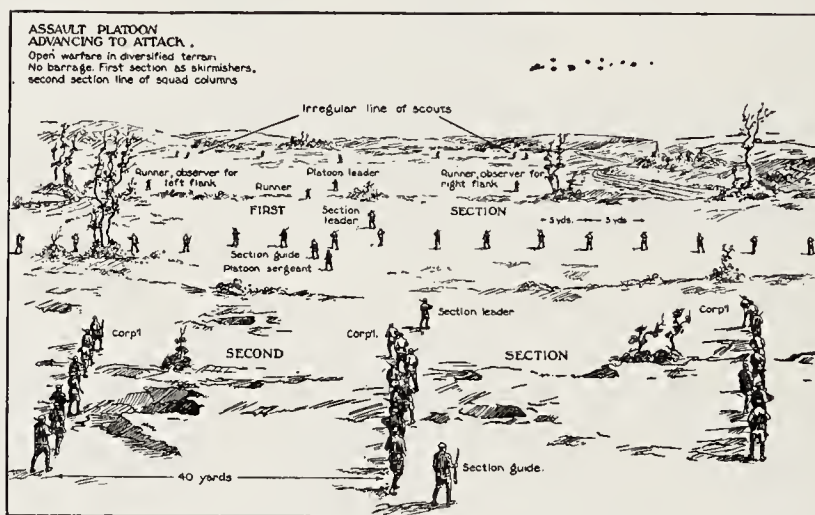 ASSAULT PLATOON
ADVANCING TO ATTACK.
Open warfare in diversified terrain
No barrage. First section as skirmishers,
second section line of squad columns
Irregular line of scouts
Runner, observer for
left flank
Runner
Platoon leader
Runner, observer for
right flank
FIRST
Section
leader
SECTION
5 yds.
5 yds
Section guide
Platoon sergeant
Section leader
Corp'l
Corp'l.
Corp'l
SECOND
SECTION
40 yards
Section guide.